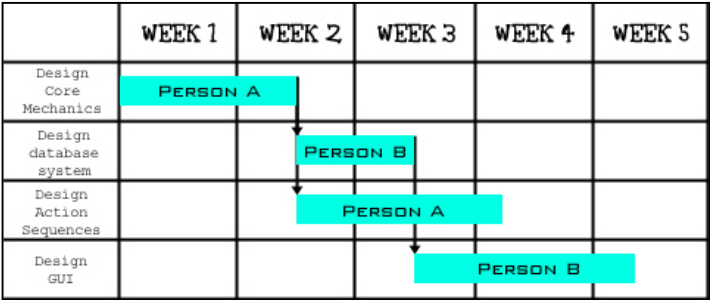 WEEK 1 WEEK 2 WEEK 3 WEEK 4 WEEK 5
Design
Core
Mechanics
PERSON A
Design
database
system
PERSON B
Design
Action
Sequences
PERSON A
Design
GUI
PERSON B